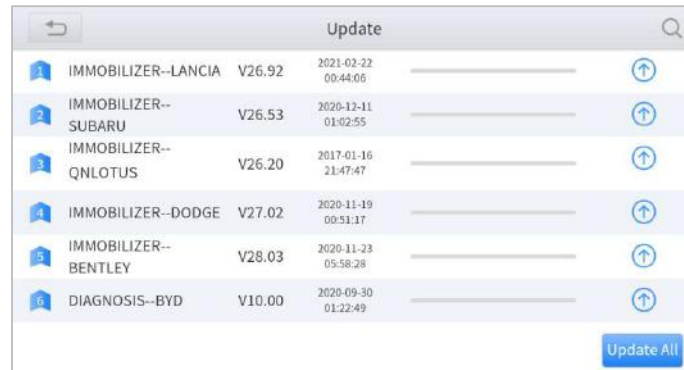 Update
1 IMMOBILIZER--LANCIA V26.92 2021-02-22
00:44:06
2 IMMOBILIZER--
SUBARU V26.53 2020-12-11
01:02:55
3 IMMOBILIZER--
QNLOTUS V26.20 2017-01-16
21:47:47
4 IMMOBILIZER--DODGE V27.02 2020-11-19
00:51:17
5 IMMOBILIZER--
BENTLEY V28.03 2020-11-23
05:58:28
6 DIAGNOSIS--BYD V10.00 2020-09-30
01:22:49
Update All